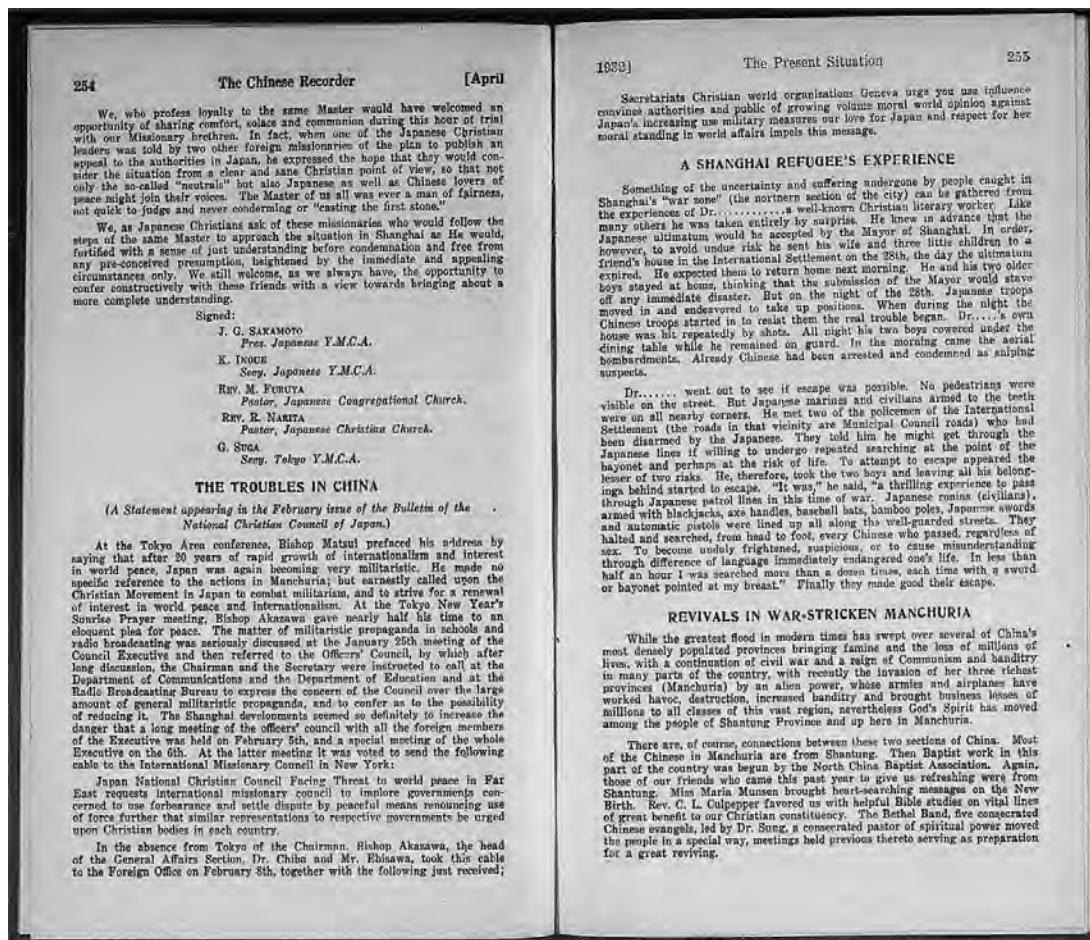 254 The Chinese Recorder [April
We, who profess loyalty to the same Master would have welcomed an
opportunity of sharing comfort, solace and communion during this hour of trial
with our Missionary brethren. In fact, when one of the Japanese Christian
leaders was told by two other foreign missionaries of the plan to publish an
appeal to the authorities in Japan, he expressed the hope that they would con-
sider the situation from a clear and sane Christian point of view, so that not
only the so-called "neutrals" but also Japanese as well as Chinese lovers of
peace might join their voices. The Master of us all was ever a man of fairness,
not quick to judge and never condemning or "casting the first stone."
We, as Japanese Christians ask of these missionaries who would follow the
steps of the same Master to approach the situation in Shanghai as He would,
fortified with a sense of just understanding before condemnation and free from
any pre-conceived presumption, heightened by the immediate and appealing
circumstances only. We still welcome, as we always have, the opportunity to
confer constructively with these friends with a view towards bringing about a
more complete understanding.
Signed:
J. G. SAKAMOTO
Pres. Japanese Y.M.C.A.
K. INOUE
Secy. Japanese Y.M.C.A.
REV. M. FURUYA
Pastor, Japanese Congregational Church.
REV. R. NARITA
Pastor, Japanese Christian Church.
G. SUGA
Secy. Tokyo Y.M.C.A.
THE TROUBLES IN CHINA
(A Statement appearing in the February issue of the Bulletin of the
National Christian Council of Japan.)
At the Tokyo Area conference, Bishop Matsui prefaced his address by
saying that after 20 years of rapid growth of internationalism and interest
in world peace, Japan was again becoming very militaristic. He made no
specific reference to the actions in Manchuria; but earnestly called upon the
Christian Movement in Japan to combat militarism, and to strive for a renewal
of interest in world peace and internationalism. At the Tokyo New Year's
Sunrise Prayer meeting, Bishop Akazawa gave nearly half his time to an
eloquent plea for peace. The matter of militaristic propaganda in schools and
radio broadcasting was seriously discussed at the January 25th meeting of the
Council Executive and then referred to the Officers' Council, by which after
long discussion, the Chairman and the Secretary were instructed to call at the
Department of Communications and the Department of Education and at the
Radio Broadcasting Bureau to express the concern of the Council over the large
amount of general militaristic propaganda, and to confer as to the possibility
of reducing it. The Shanghai developments seemed so definitely to increase the
danger that a long meeting of the officers' council with all the foreign members
of the Executive was held on February 5th, and a special meeting of the whole
Executive on the 6th. At the latter meeting it was voted to send the following
cable to the International Missionary Council in New York:
Japan National Christian Council Facing Threat to world peace in Far
East requests international missionary council to implore governments con-
cerned to use forbearance and settle dispute by peaceful means renouncing use
of force further that similar representations to respective governments be urged
upon Christian bodies in each country.
In the absence from Tokyo of the Chairman, Bishop Akazawa, the head
of the General Affairs Section, Dr. Chiba and Mr. Ebisawa, took this cable
to the Foreign Office on February 8th, together with the following just received;
1932] The Present Situation 255
Secretariats Christian world organizations Geneva urge you use influence
convince authorities and public of growing volume moral world opinion against
Japan's increasing use military measures our love for Japan and respect for her
moral standing in world affairs impels this message.
A SHANGHAI REFUGEE'S EXPERIENCE
Something of the uncertainty and suffering undergone by people caught in
Shanghai's "war zone" (the northern section of the city) can be gathered from
the experiences of Dr.............a well-known Christian literary worker. Like
many others he was taken entirely by surprise. He knew in advance that the
Japanese ultimatum would be accepted by the Mayor of Shanghai. In order,
however, to avoid undue risk he sent his wife and three little children to a
friend's house in the International Settlement on the 28th, the day the ultimatum
expired. He expected them to return home next morning. He and his two older
boys stayed at home, thinking that the submission of the Mayor would stave
off any immediate disaster. But on the night of the 28th. Japanese troops
moved in and endeavored to take up positions. When during the night the
Chinese troops started in to resist them the real trouble began. Dr.....'s own
house was hit repeatedly by shots. All night his two boys cowered under the
dining table while he remained on guard. In the morning came the aerial
bombardments. Already Chinese had been arrested and condemned as sniping
suspects.
Dr....... went out to see if escape was possible. No pedestrians were
visible on the street. But Japanese marines and civilians armed to the teeth
were on all nearby corners. He met two of the policemen of the International
Settlement (the roads in that vicinity are Municipal Council roads) who had
been disarmed by the Japanese. They told him he might get through the
Japanese lines if willing to undergo repeated searching at the point of the
bayonet and perhaps at the risk of life. To attempt to escape appeared the
lesser of two risks. He, therefore, took the two boys and leaving all his belong-
ings behind started to escape. "It was," he said, "a thrilling experience to pass
through Japanese patrol lines in this time of war. Japanese ronins (civilians),
armed with blackjacks, axe handles, baseball bats, bamboo poles, Japanese swords
and automatic pistols were lined up all along the well-guarded streets. They
halted and searched, from head to foot, every Chinese who passed, regardless of
sex. To become unduly frightened, suspicious, or to cause misunderstanding
through difference of language immediately endangered one's life. In less than
half an hour I was searched more than a dozen times, each time with a sword
or bayonet pointed at my breast." Finally they made good their escape.
REVIVALS IN WAR-STRICKEN MANCHURIA
While the greatest flood in modern times has swept over several of China's
most densely populated provinces bringing famine and the loss of millions of
lives, with a continuation of civil war and a reign of Communism and banditry
in many parts of the country, with recently the invasion of her three richest
provinces (Manchuria) by an alien power, whose armies and airplanes have
worked havoc, destruction, increased banditry and brought business losses of
millions to all classes of this vast region, nevertheless God's Spirit has moved
among the people of Shantung Province and up here in Manchuria.
There are, of course, connections between these two sections of China. Most
of the Chinese in Manchuria are from Shantung. Then Baptist work in this
part of the country was begun by the North China Baptist Association. Again,
those of our friends who came this past year to give us refreshing were from
Shantung. Miss Maria Munsen brought heart-searching messages on the New
Birth. Rev. C. L. Culpepper favored us with helpful Bible studies on vital lines
of great benefit to our Christian constituency. The Bethel Band, five consecrated
Chinese evangels, led by Dr. Sung, a consecrated pastor of spiritual power moved
the people in a special way, meetings held previous thereto serving as preparation
for a great reviving.